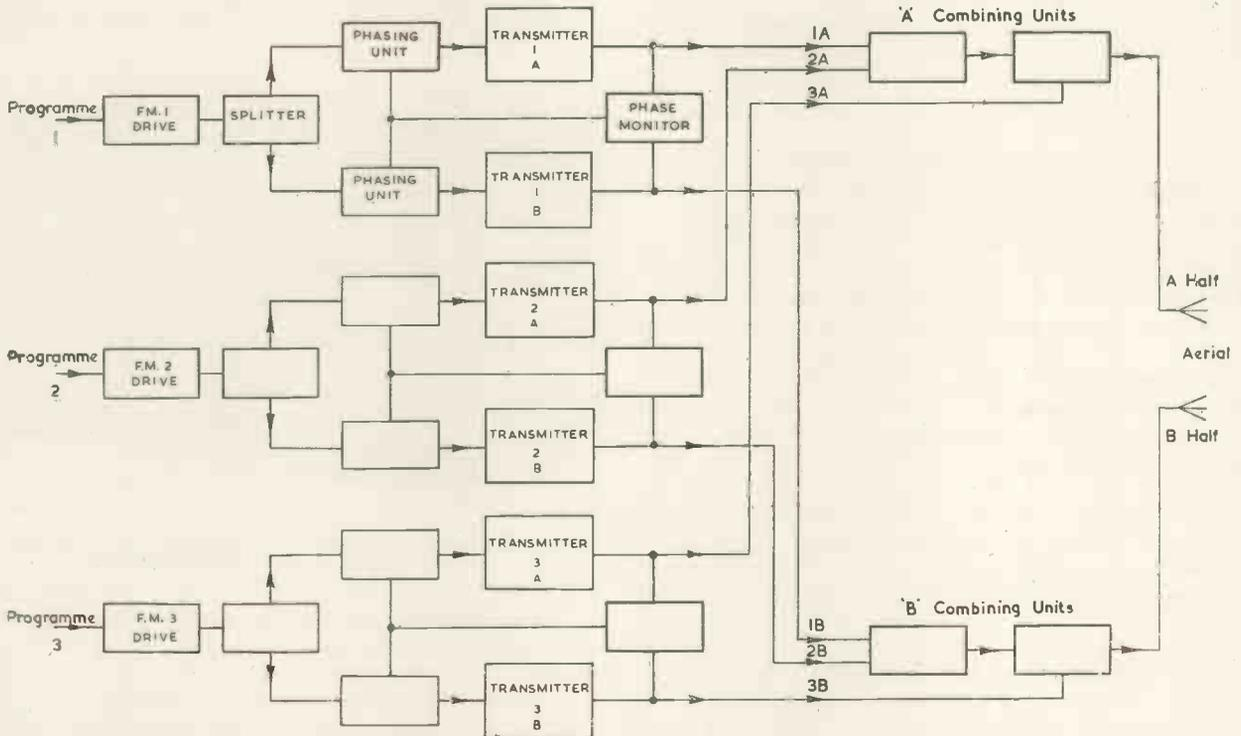 'A' Combining Units
PHASING
UNIT
TRANSMITTER
1
A
1A
2A
3A
Programme
1
FM. 1
DRIVE
SPLITTER
PHASE
MONITOR
PHASING
UNIT
TRANSMITTER
1
B
TRANSMITTER
2
A
A Half
Programme
2
F.M. 2
DRIVE
Aerial
TRANSMITTER
2
B
B Half
TRANSMITTER
3
A
Programme
3
F.M. 3
DRIVE
'B' Combining Units
1B
2B
3B
TRANSMITTER
3
B